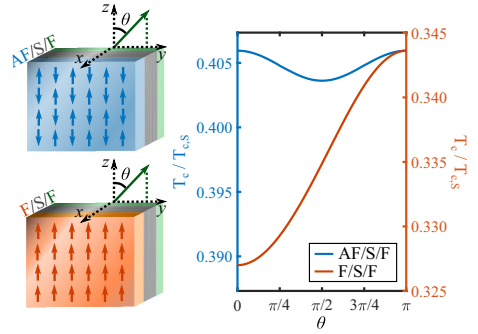 z
θ
AF/S/F
x
y
z
θ
F/S/F
x
y
T_c / T_c,S
0.405
0.400
0.395
0.390
0.345
0.340
0.335
0.330
0.325
T_c / T_c,S
AF/S/F
F/S/F
0 π/4 π/2 3π/4 π
θ